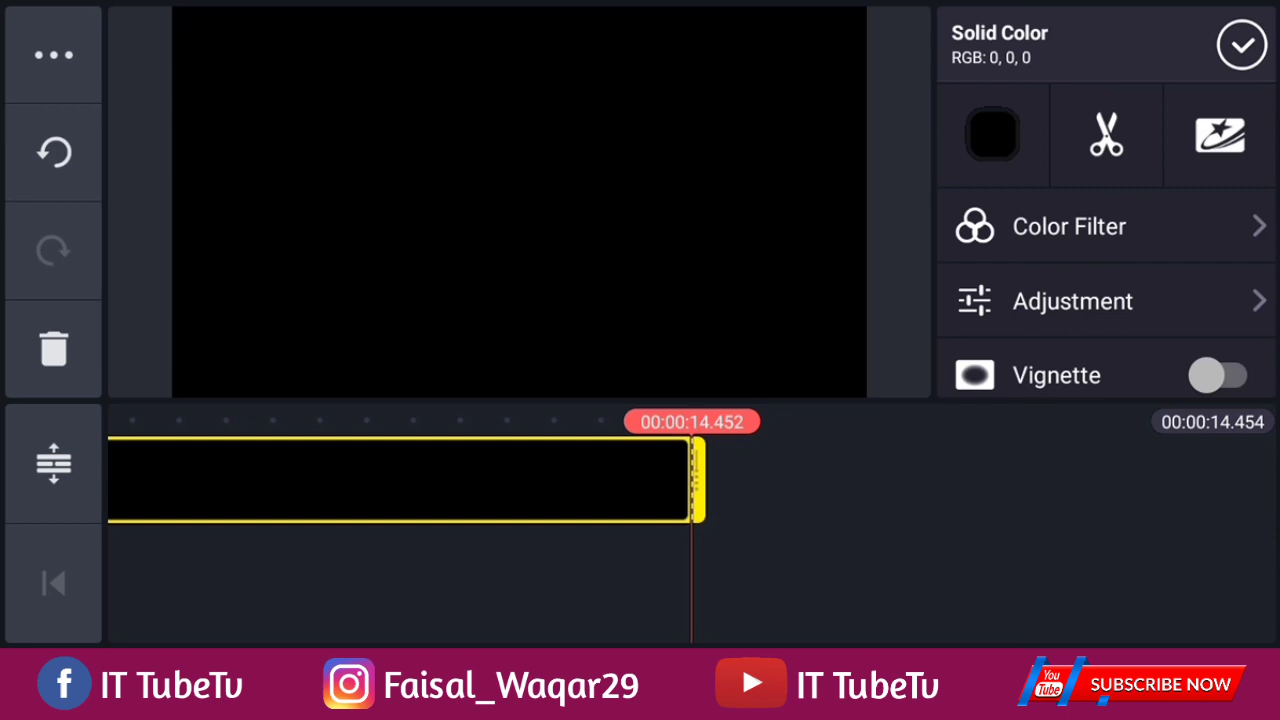 Solid Color
RGB: 0, 0, 0
Color Filter
Adjustment
Vignette
00:00:14.452
00:00:14.454
f IT TubeTv
Faisal_Waqar29
IT TubeTv
You
Tube
SUBSCRIBE NOW